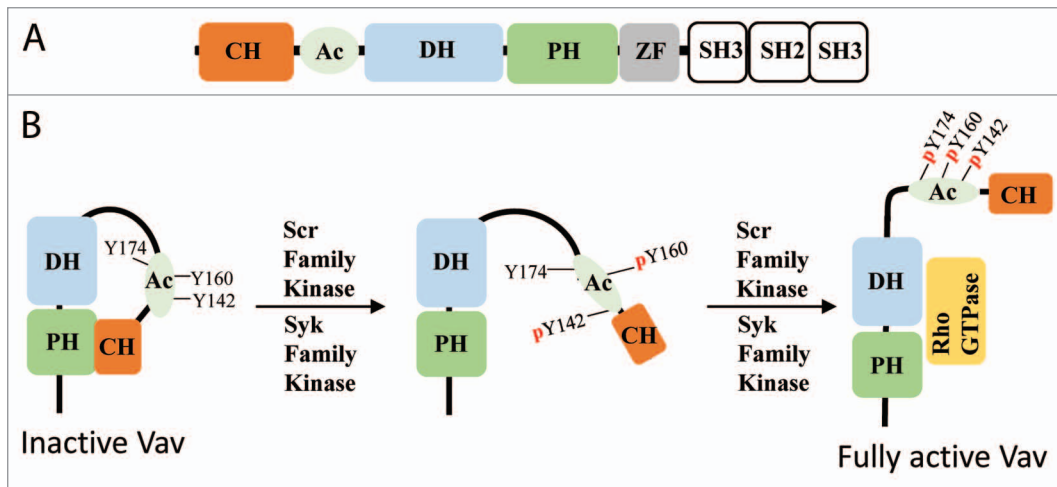 A
CH Ac DH PH ZF SH3 SH2 SH3
B
DH
Y174
Ac
Y160
Y142
PH
CH
Inactive Vav
Scr
Family
Kinase
Syk
Family
Kinase
DH
Y174
Ac
pY160
pY142
PH
CH
Scr
Family
Kinase
Syk
Family
Kinase
pY174
pY160
pY142
Ac
CH
DH
PH
Rho
GTPase
Fully active Vav